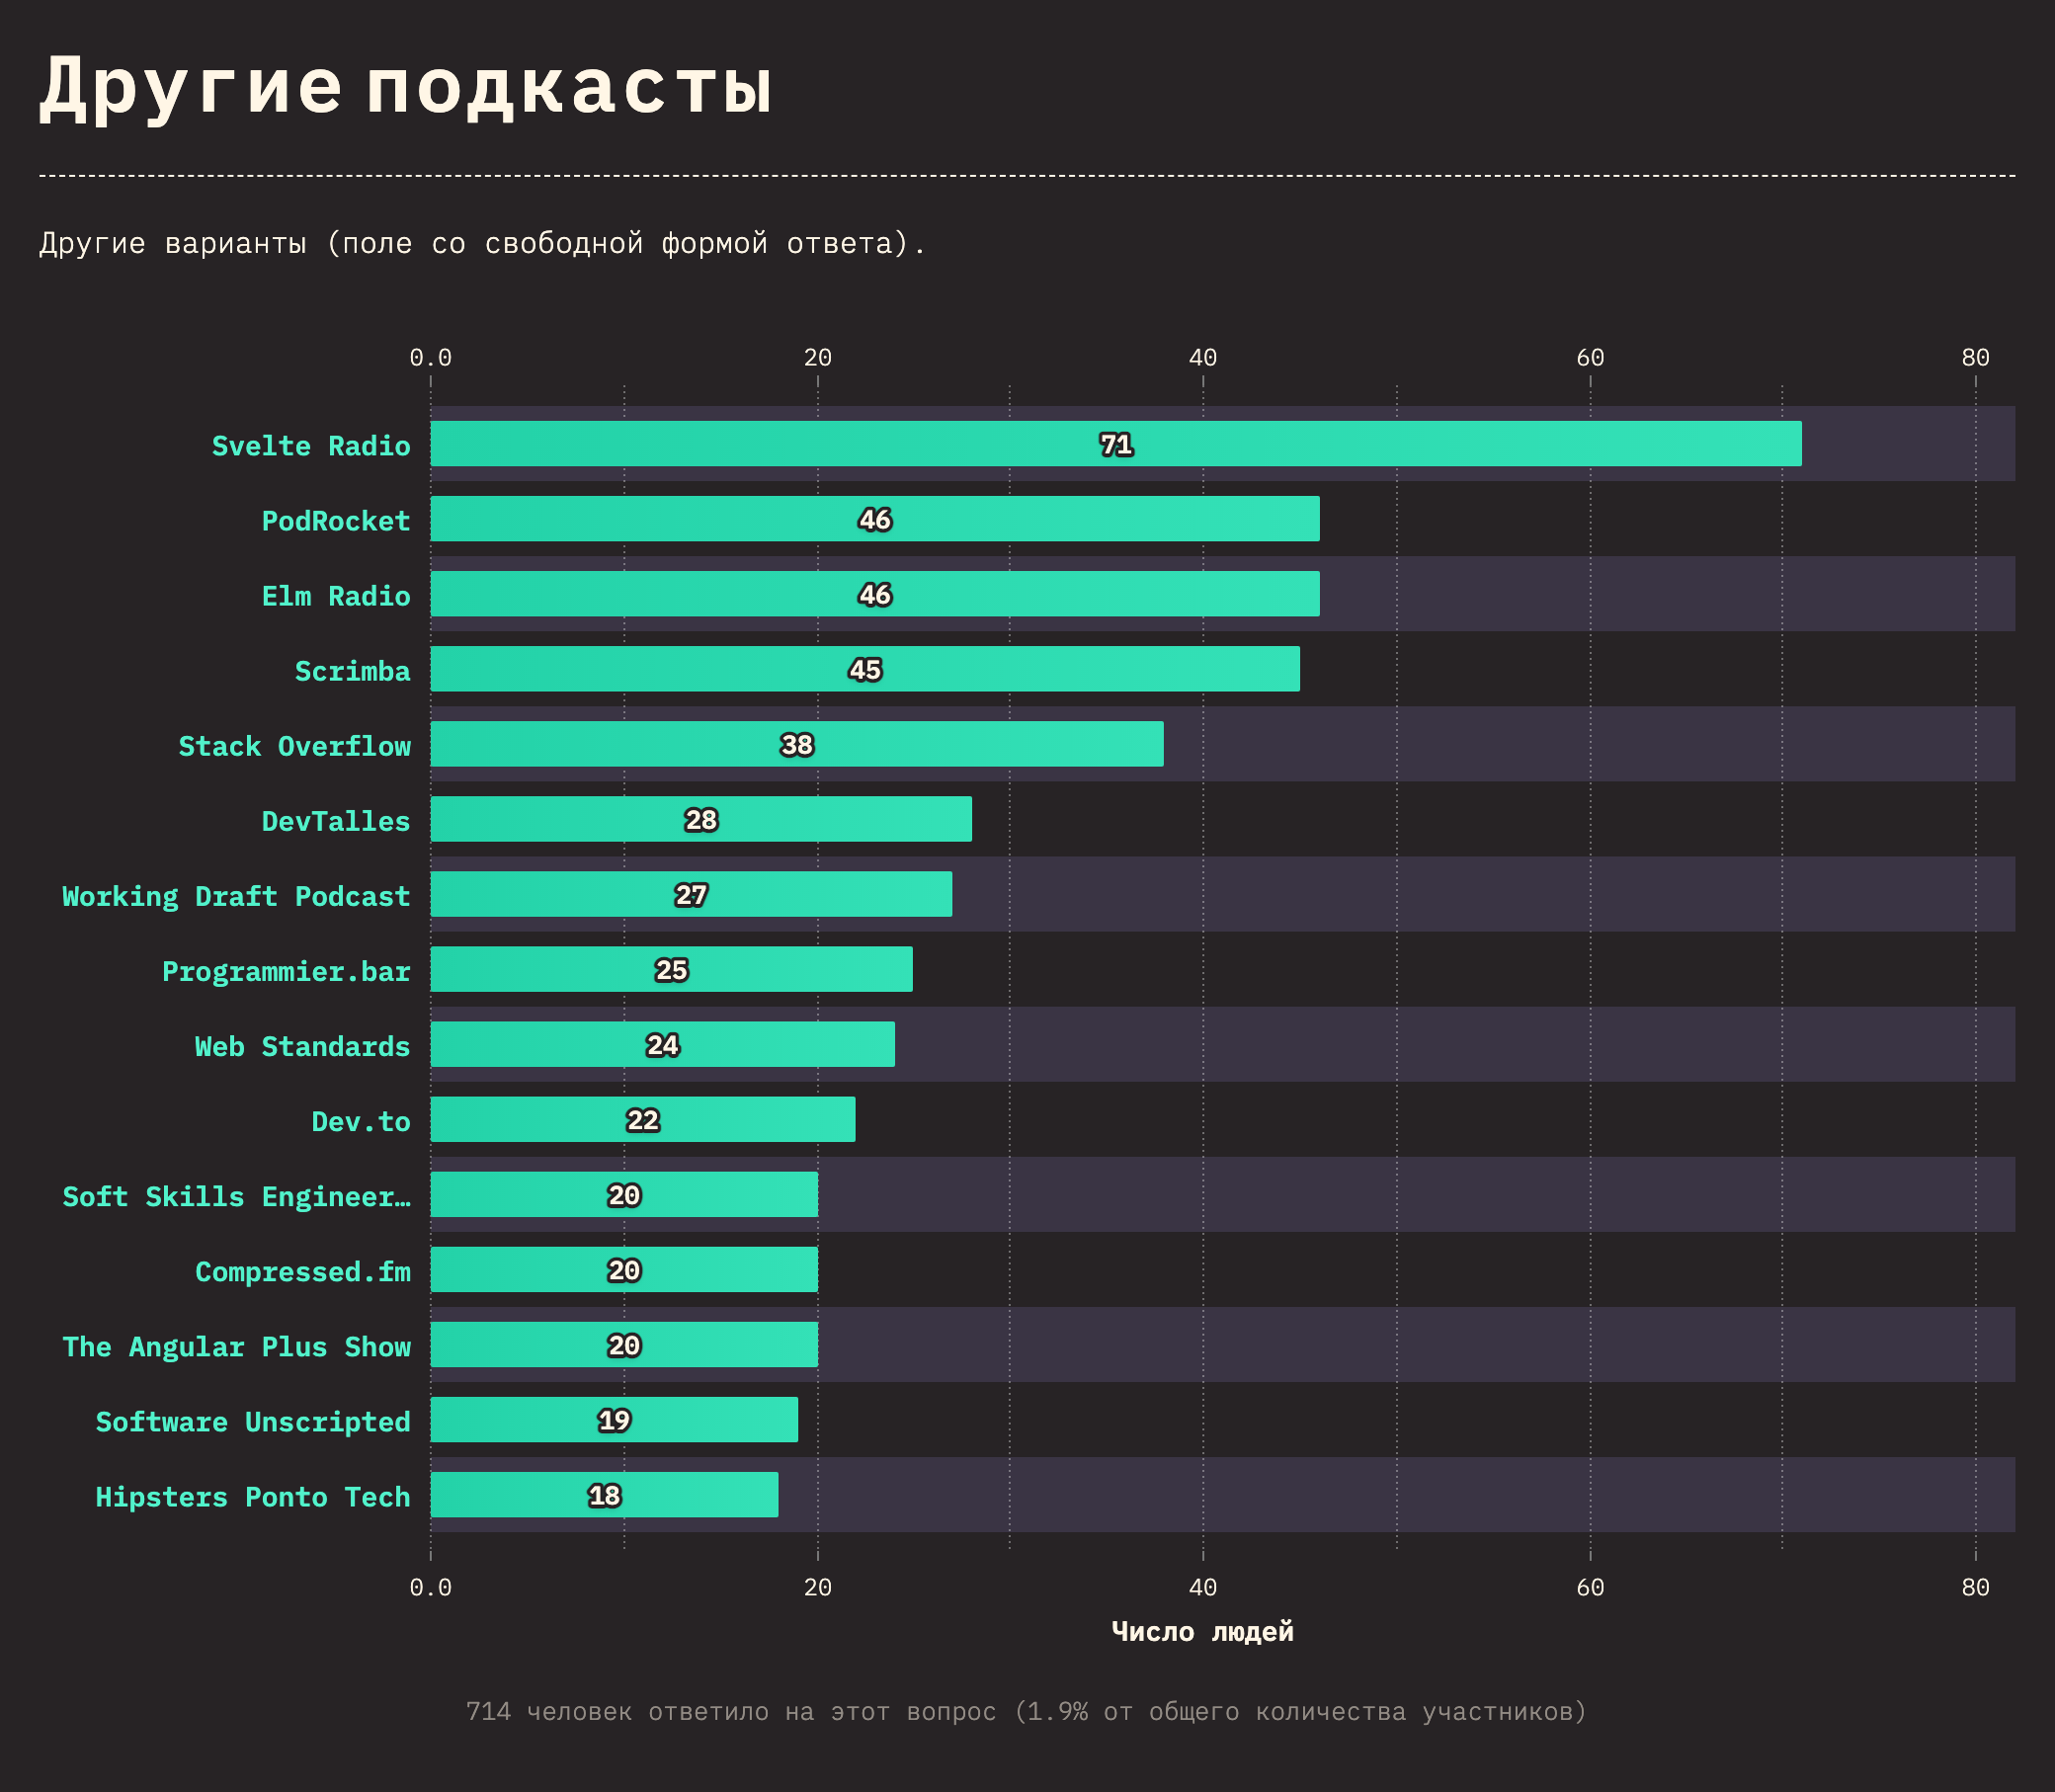 Другие подкасты
Другие варианты (поле со свободной формой ответа).
0.0 20 40 60 80
Svelte Radio 71
PodRocket 46
Elm Radio 46
Scrimba 45
Stack Overflow 38
DevTalles 28
Working Draft Podcast 27
Programmier.bar 25
Web Standards 24
Dev.to 22
Soft Skills Engineer… 20
Compressed.fm 20
The Angular Plus Show 20
Software Unscripted 19
Hipsters Ponto Tech 18
0.0 20 40 60 80
Число людей
714 человек ответило на этот вопрос (1.9% от общего количества участников)